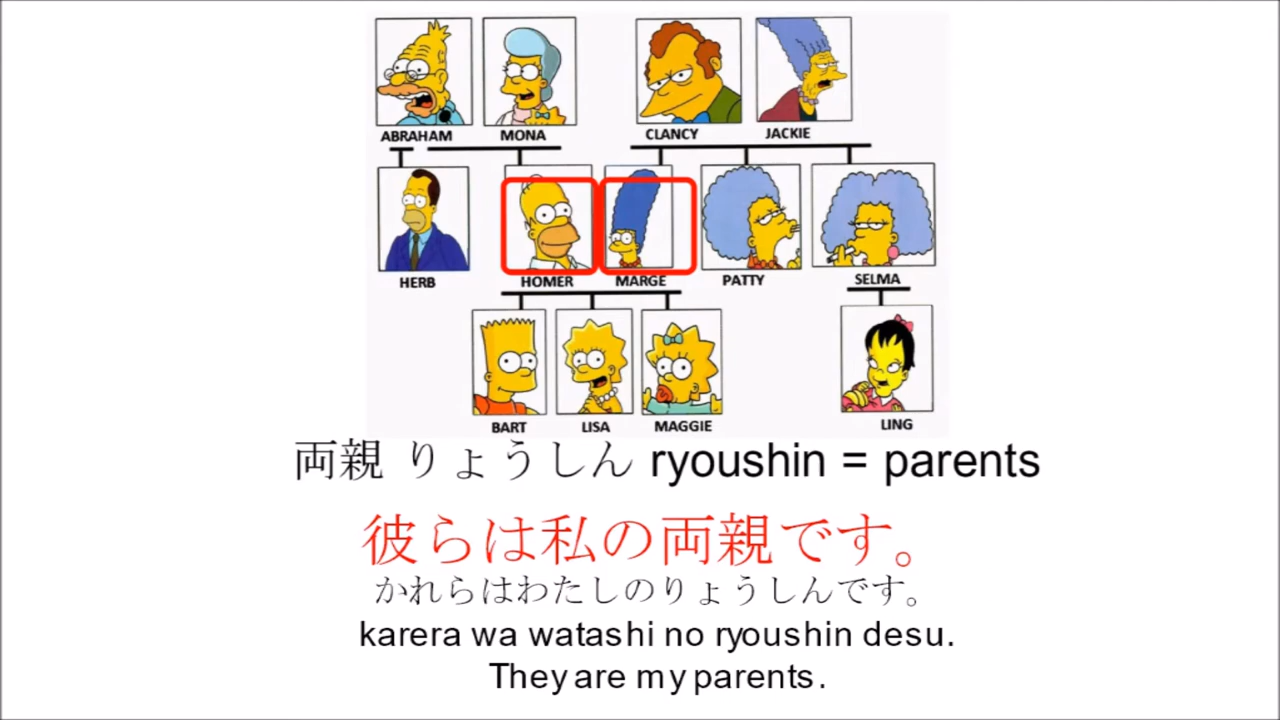 ABRAHAM MONA CLANCY JACKIE
HERB HOMER MARGE PATTY SELMA
BART LISA MAGGIE LING
両親 りょうしん ryoushin = parents
彼らは私の両親です。
かれらはわたしのりょうしんです。
karera wa watashi no ryoushin desu.
They are my parents.